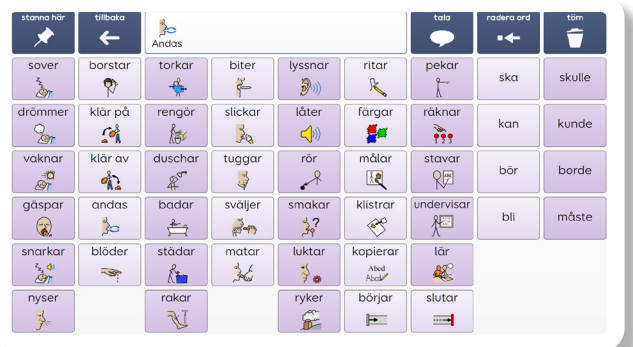 stanna här tillbaka tala radera ord töm
Andas
sover borstar torkar biter lyssnar ritar pekar ska skulle
drömmer klär på rengör slickar låter färgar räknar kan kunde
vaknar klär av duschar tuggar rör målar stavar bör borde
gäspar andas badar sväljer smakar klistrar undervisar bli måste
snarkar blöder städar matar luktar kopierar lär
nyser rakar ryker börjar slutar